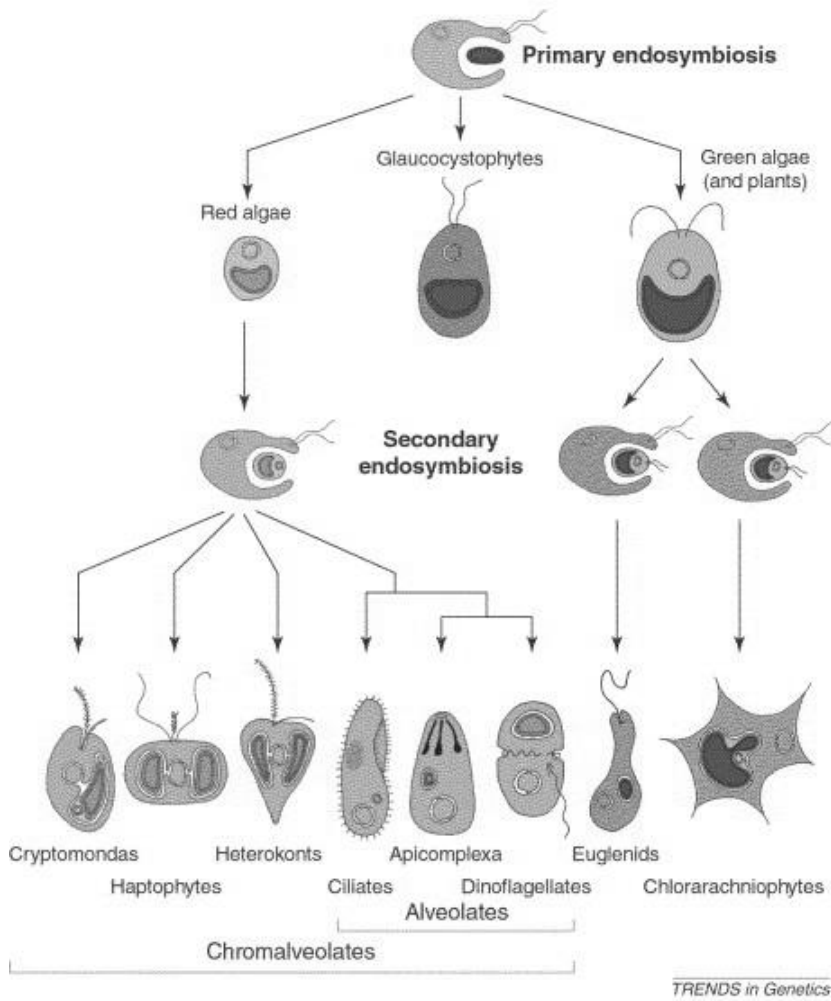 Primary endosymbiosis
Glaucocystophytes
Green algae
(and plants)
Red algae
Secondary
endosymbiosis
Cryptomondas
Heterokonts
Apicomplexa
Euglenids
Haptophytes
Ciliates
Dinoflagellates
Chlorarachniophytes
Alveolates
Chromalveolates
TRENDS in Genetics